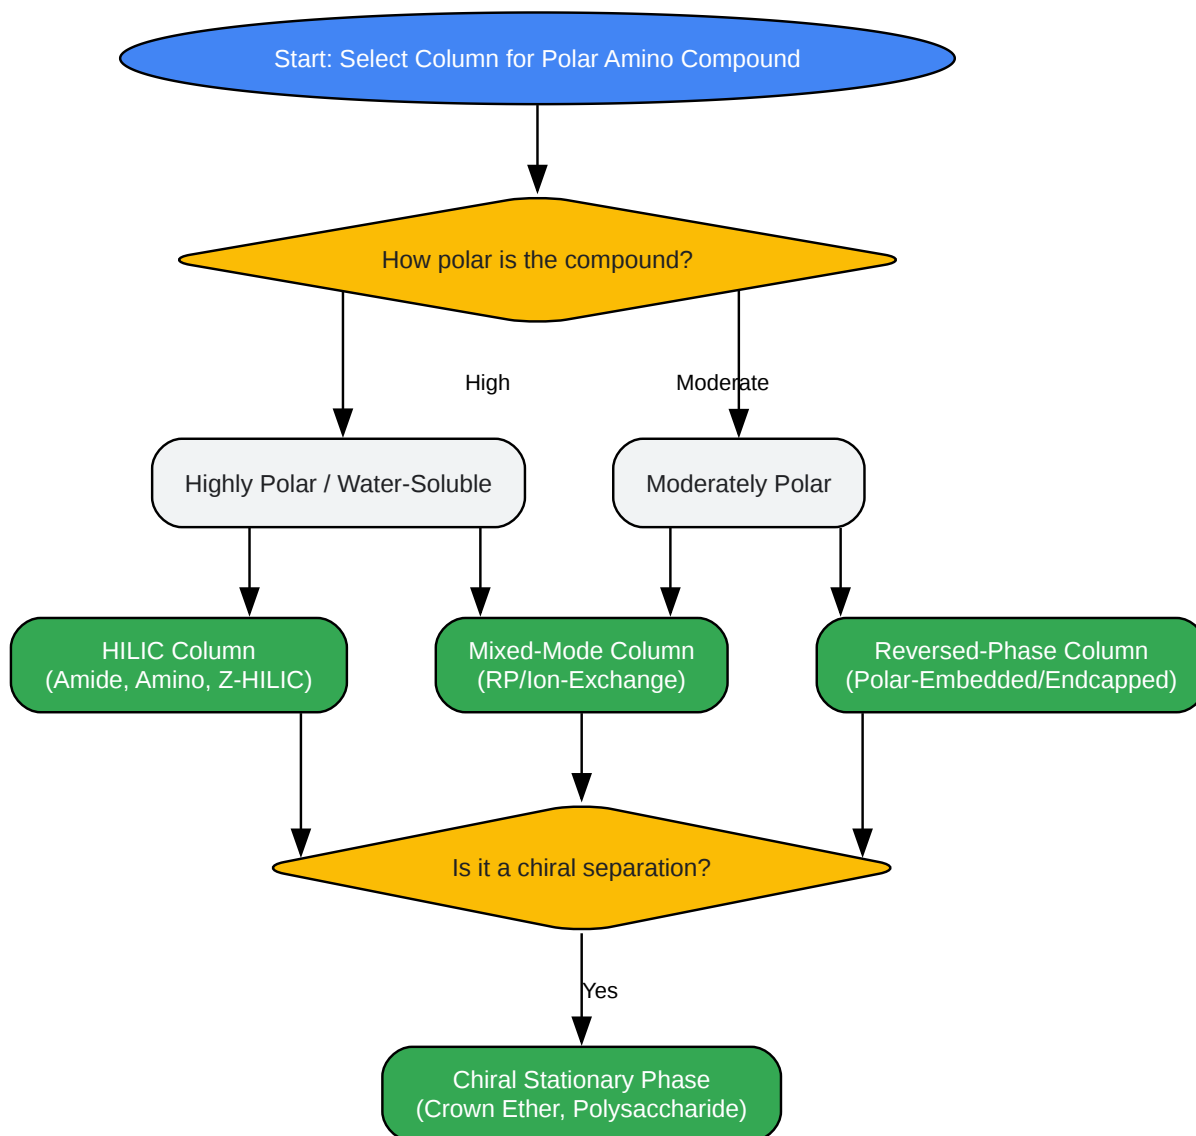 Start: Select Column for Polar Amino Compound
How polar is the compound?
High
Moderate
Highly Polar / Water-Soluble
Moderately Polar
HILIC Column
(Amide, Amino, Z-HILIC)
Mixed-Mode Column
(RP/Ion-Exchange)
Reversed-Phase Column
(Polar-Embedded/Endcapped)
Is it a chiral separation?
Yes
Chiral Stationary Phase
(Crown Ether, Polysaccharide)